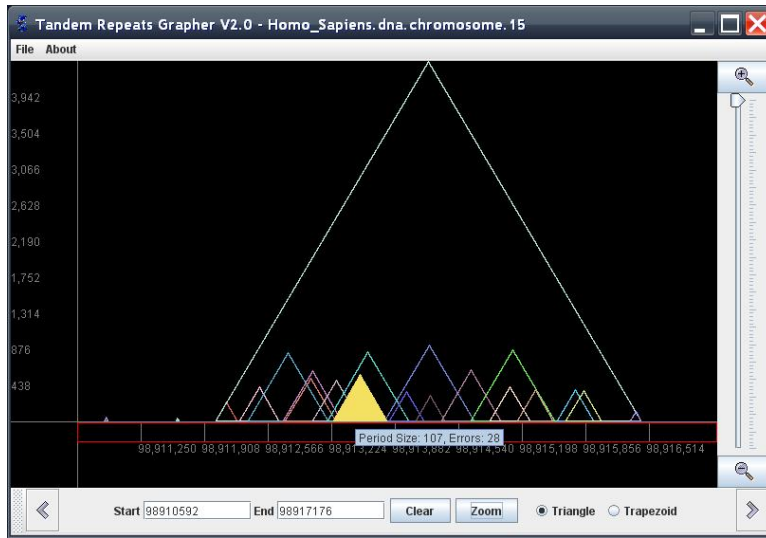 Tandem Repeats Grapher V2.0 - Homo_Sapiens.dna.chromosome.15
File About
3,942
3,504
3,066
2,628
2,190
1,752
1,314
876
438
Period Size: 107, Errors: 28
98,911,250 98,911,908 98,912,566 98,913,224 98,913,882 98,914,540 98,915,198 98,915,856 98,916,514
Start 98910592 End 98917176 Clear Zoom Triangle Trapezoid